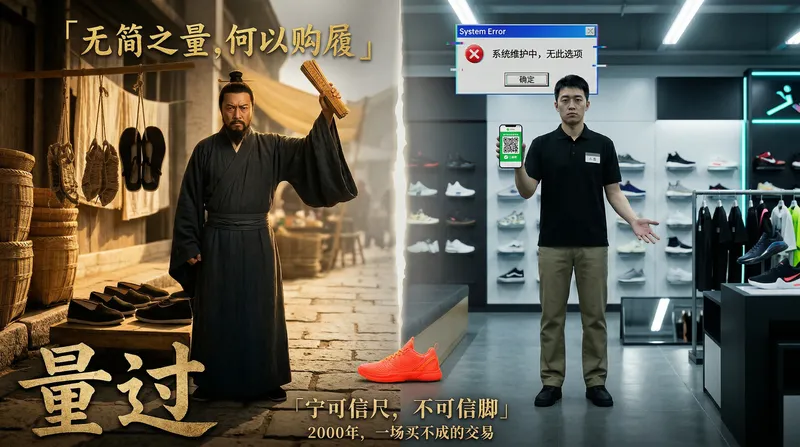 「无简之量,何以购履」
System Error
系统维护中，无此选项
确定
量过
「宁可信尺，不可信脚」
2000年，一场买不成的交易